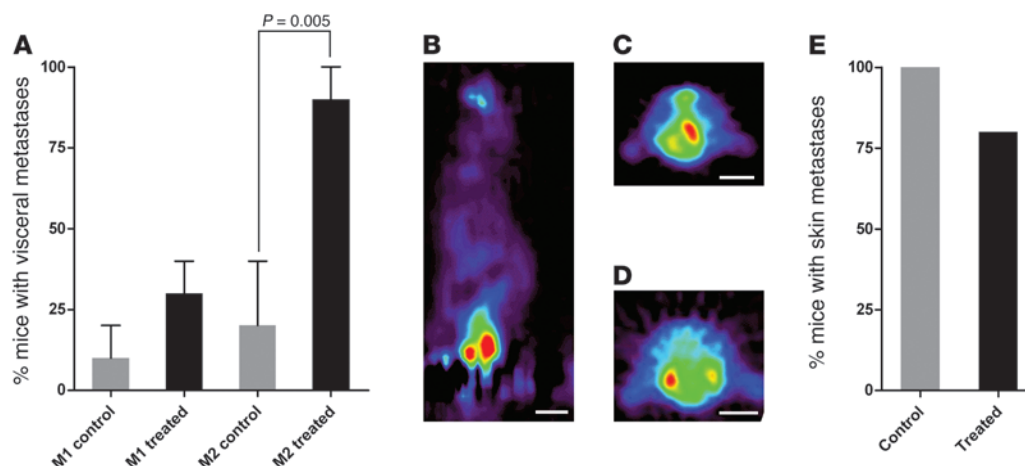 A
P = 0.005
% mice with visceral metastases
100
75
50
25
0
M1 control
M1 treated
M2 control
M2 treated
B
C
D
E
% mice with skin metastases
100
75
50
25
0
Control
Treated